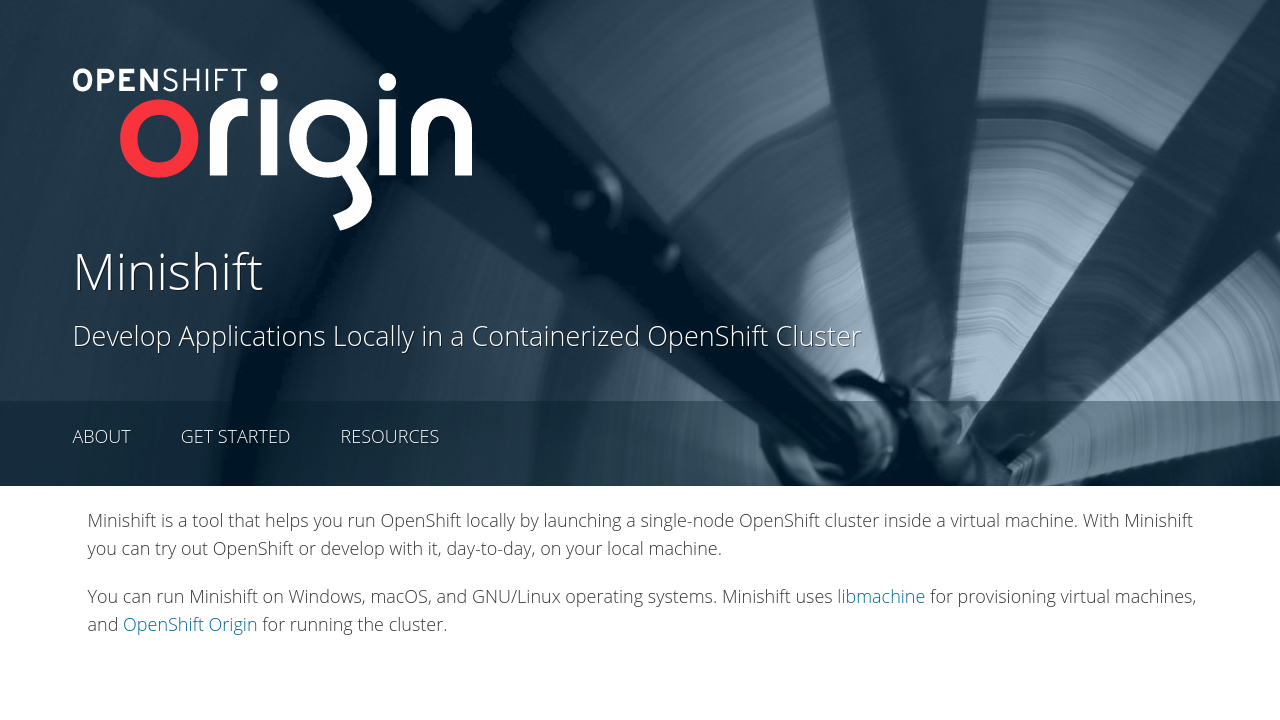 OPENSHIFT
origin
Minishift
Develop Applications Locally in a Containerized OpenShift Cluster
ABOUT GET STARTED RESOURCES
Minishift is a tool that helps you run OpenShift locally by launching a single-node OpenShift cluster inside a virtual machine. With Minishift
you can try out OpenShift or develop with it, day-to-day, on your local machine.
You can run Minishift on Windows, macOS, and GNU/Linux operating systems. Minishift uses libmachine for provisioning virtual machines,
and OpenShift Origin for running the cluster.